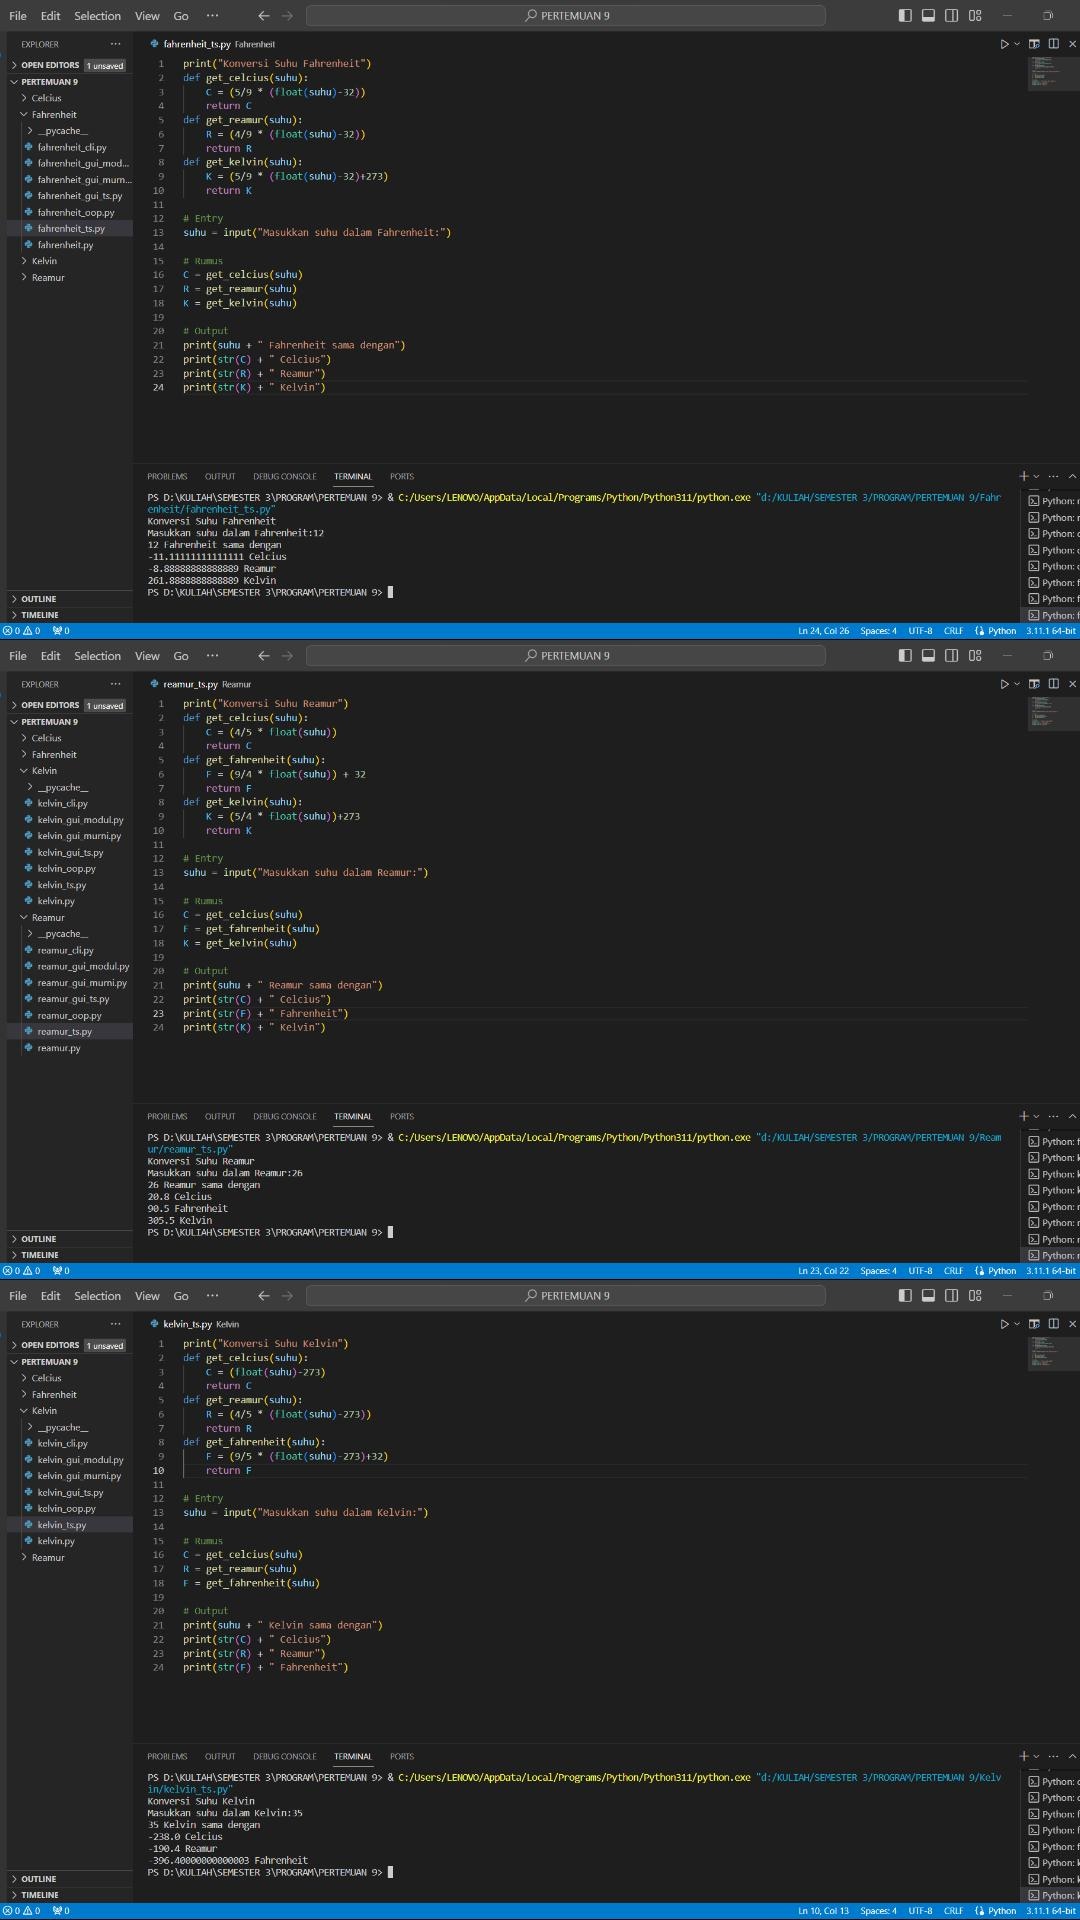 File Edit Selection View Go ··· ← → PERTEMUAN 9
EXPLORER ···
OPEN EDITORS 1 unsaved
PERTEMUAN 9
Celcius
Fahrenheit
__pycache__
fahrenheit_cli.py
fahrenheit_gui_mod...
fahrenheit_gui_murn...
fahrenheit_gui_ts.py
fahrenheit_oop.py
fahrenheit_ts.py
fahrenheit.py
Kelvin
Reamur
OUTLINE
TIMELINE
fahrenheit_ts.py Fahrenheit
1 print("Konversi Suhu Fahrenheit")
2 def get_celcius(suhu):
3 C = (5/9 * (float(suhu)-32))
4 return C
5 def get_reamur(suhu):
6 R = (4/9 * (float(suhu)-32))
7 return R
8 def get_kelvin(suhu):
9 K = (5/9 * (float(suhu)-32)+273)
10 return K
11
12 # Entry
13 suhu = input("Masukkan suhu dalam Fahrenheit:")
14
15 # Rumus
16 C = get_celcius(suhu)
17 R = get_reamur(suhu)
18 K = get_kelvin(suhu)
19
20 # Output
21 print(suhu + " Fahrenheit sama dengan")
22 print(str(C) + " Celcius")
23 print(str(R) + " Reamur")
24 print(str(K) + " Kelvin")
PROBLEMS OUTPUT DEBUG CONSOLE TERMINAL PORTS
PS D:\KULIAH\SEMESTER 3\PROGRAM\PERTEMUAN 9> & C:/Users/LENOVO/AppData/Local/Programs/Python/Python311/python.exe "d:/KULIAH/SEMESTER 3/PROGRAM/PERTEMUAN 9/Fahr
enheit/fahrenheit_ts.py"
Konversi Suhu Fahrenheit
Masukkan suhu dalam Fahrenheit:12
12 Fahrenheit sama dengan
-11.11111111111111 Celcius
-8.88888888888889 Reamur
261.8888888888889 Kelvin
PS D:\KULIAH\SEMESTER 3\PROGRAM\PERTEMUAN 9>
Python: r
Python: r
Python: c
Python: c
Python: c
Python: f
Python: f
Python: f
0 0 0 Ln 24, Col 26 Spaces: 4 UTF-8 CRLF Python 3.11.1 64-bit
File Edit Selection View Go ··· ← → PERTEMUAN 9
EXPLORER ···
OPEN EDITORS 1 unsaved
PERTEMUAN 9
Celcius
Fahrenheit
Kelvin
__pycache__
kelvin_cli.py
kelvin_gui_modul.py
kelvin_gui_murni.py
kelvin_gui_ts.py
kelvin_oop.py
kelvin_ts.py
kelvin.py
Reamur
__pycache__
reamur_cli.py
reamur_gui_modul.py
reamur_gui_murni.py
reamur_gui_ts.py
reamur_oop.py
reamur_ts.py
reamur.py
OUTLINE
TIMELINE
reamur_ts.py Reamur
1 print("Konversi Suhu Reamur")
2 def get_celcius(suhu):
3 C = (4/5 * float(suhu))
4 return C
5 def get_fahrenheit(suhu):
6 F = (9/4 * float(suhu)) + 32
7 return F
8 def get_kelvin(suhu):
9 K = (5/4 * float(suhu))+273
10 return K
11
12 # Entry
13 suhu = input("Masukkan suhu dalam Reamur:")
14
15 # Rumus
16 C = get_celcius(suhu)
17 F = get_fahrenheit(suhu)
18 K = get_kelvin(suhu)
19
20 # Output
21 print(suhu + " Reamur sama dengan")
22 print(str(C) + " Celcius")
23 print(str(F) + " Fahrenheit")
24 print(str(K) + " Kelvin")
PROBLEMS OUTPUT DEBUG CONSOLE TERMINAL PORTS
PS D:\KULIAH\SEMESTER 3\PROGRAM\PERTEMUAN 9> & C:/Users/LENOVO/AppData/Local/Programs/Python/Python311/python.exe "d:/KULIAH/SEMESTER 3/PROGRAM/PERTEMUAN 9/Ream
ur/reamur_ts.py"
Konversi Suhu Reamur
Masukkan suhu dalam Reamur:26
26 Reamur sama dengan
20.8 Celcius
90.5 Fahrenheit
305.5 Kelvin
PS D:\KULIAH\SEMESTER 3\PROGRAM\PERTEMUAN 9>
Python: f
Python: k
Python: k
Python: k
Python: r
Python: r
Python: r
Python: r
0 0 0 Ln 23, Col 22 Spaces: 4 UTF-8 CRLF Python 3.11.1 64-bit
File Edit Selection View Go ··· ← → PERTEMUAN 9
EXPLORER ···
OPEN EDITORS 1 unsaved
PERTEMUAN 9
Celcius
Fahrenheit
Kelvin
__pycache__
kelvin_cli.py
kelvin_gui_modul.py
kelvin_gui_murni.py
kelvin_gui_ts.py
kelvin_oop.py
kelvin_ts.py
kelvin.py
Reamur
OUTLINE
TIMELINE
kelvin_ts.py Kelvin
1 print("Konversi Suhu Kelvin")
2 def get_celcius(suhu):
3 C = (float(suhu)-273)
4 return C
5 def get_reamur(suhu):
6 R = (4/5 * (float(suhu)-273))
7 return R
8 def get_fahrenheit(suhu):
9 F = (9/5 * (float(suhu)-273)+32)
10 return F
11
12 # Entry
13 suhu = input("Masukkan suhu dalam Kelvin:")
14
15 # Rumus
16 C = get_celcius(suhu)
17 R = get_reamur(suhu)
18 F = get_fahrenheit(suhu)
19
20 # Output
21 print(suhu + " Kelvin sama dengan")
22 print(str(C) + " Celcius")
23 print(str(R) + " Reamur")
24 print(str(F) + " Fahrenheit")
PROBLEMS OUTPUT DEBUG CONSOLE TERMINAL PORTS
PS D:\KULIAH\SEMESTER 3\PROGRAM\PERTEMUAN 9> & C:/Users/LENOVO/AppData/Local/Programs/Python/Python311/python.exe "d:/KULIAH/SEMESTER 3/PROGRAM/PERTEMUAN 9/Kelv
in/kelvin_ts.py"
Konversi Suhu Kelvin
Masukkan suhu dalam Kelvin:35
35 Kelvin sama dengan
-238.0 Celcius
-190.4 Reamur
-396.40000000000003 Fahrenheit
PS D:\KULIAH\SEMESTER 3\PROGRAM\PERTEMUAN 9>
Python: c
Python: c
Python: f
Python: f
Python: f
Python: k
Python: k
Python: k
0 0 0 Ln 10, Col 13 Spaces: 4 UTF-8 CRLF Python 3.11.1 64-bit